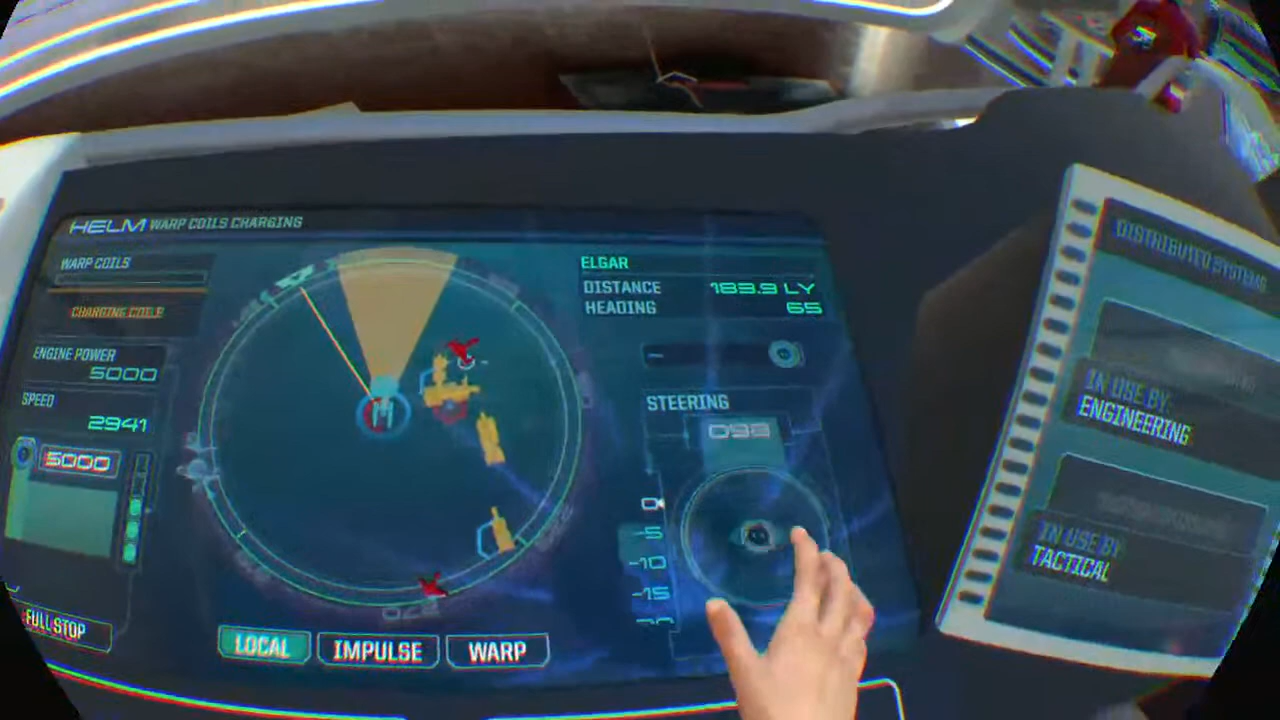 HELM WARP COILS CHARGING
WARP COILS
CHARGING COILS
ENGINE POWER
5000
SPEED
2941
5000
FULL STOP
LOCAL
IMPULSE
WARP
ELGAR
DISTANCE 183.9 LY
HEADING 65
STEERING
092
0
-5
-10
-15
270
DISTRIBUTED SYSTEMS
IN USE BY:
ENGINEERING
IN USE BY:
TACTICAL